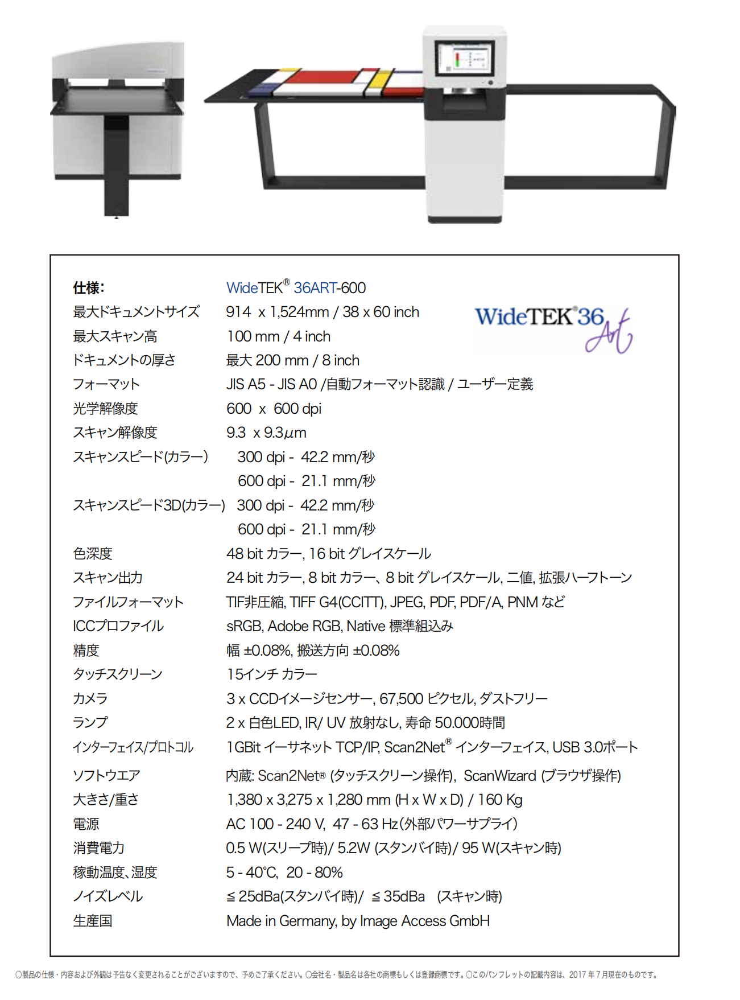 仕様: WideTEK® 36ART-600
最大ドキュメントサイズ 914 x 1,524mm / 38 x 60 inch
WideTEK®36 Art
最大スキャン高 100 mm / 4 inch
ドキュメントの厚さ 最大 200 mm / 8 inch
フォーマット JIS A5 - JIS A0 /自動フォーマット認識 / ユーザー定義
光学解像度 600 x 600 dpi
スキャン解像度 9.3 x 9.3μm
スキャンスピード(カラー） 300 dpi - 42.2 mm/秒
600 dpi - 21.1 mm/秒
スキャンスピード3D(カラー) 300 dpi - 42.2 mm/秒
600 dpi - 21.1 mm/秒
色深度 48 bit カラー, 16 bit グレイスケール
スキャン出力 24 bit カラー, 8 bit カラー、8 bit グレイスケール, 二値, 拡張ハーフトーン
ファイルフォーマット TIF非圧縮, TIFF G4(CCITT), JPEG, PDF, PDF/A, PNM など
ICCプロファイル sRGB, Adobe RGB, Native 標準組込み
精度 幅 ±0.08%, 搬送方向 ±0.08%
タッチスクリーン 15インチ カラー
カメラ 3 x CCDイメージセンサー, 67,500 ピクセル, ダストフリー
ランプ 2 x 白色LED, IR/ UV 放射なし, 寿命 50.000時間
インターフェイス/プロトコル 1GBit イーサネット TCP/IP, Scan2Net® インターフェイス, USB 3.0ポート
ソフトウエア 内蔵: Scan2Net® (タッチスクリーン操作), ScanWizard (ブラウザ操作)
大きさ/重さ 1,380 x 3,275 x 1,280 mm (H x W x D) / 160 Kg
電源 AC 100 - 240 V, 47 - 63 Hz（外部パワーサプライ）
消費電力 0.5 W(スリープ時)/ 5.2W (スタンバイ時)/ 95 W(スキャン時)
稼動温度、湿度 5 - 40℃, 20 - 80%
ノイズレベル ≦ 25dBa(スタンバイ時)/ ≦ 35dBa (スキャン時)
生産国 Made in Germany, by Image Access GmbH
〇製品の仕様・内容および外観は予告なく変更されることがございますので、予めご了承ください。〇会社名・製品名は各社の商標もしくは登録商標です。〇このパンフレットの記載内容は、2017 年 7 月現在のものです。